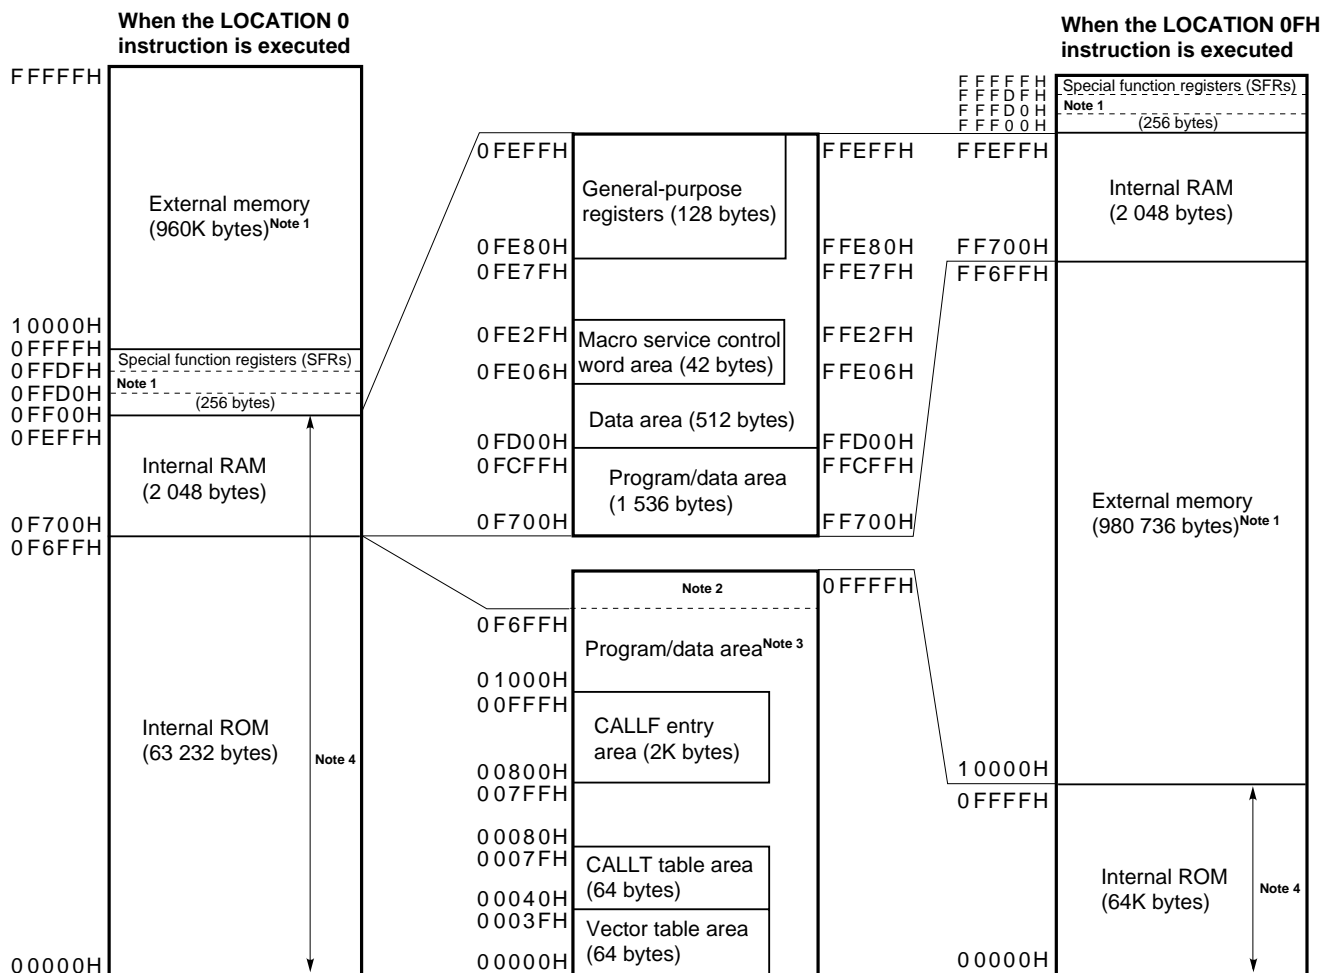 When the LOCATION 0
instruction is executed
FFFFFH
External memory
(960K bytes)Note 1
10000H
0FFFFH
Special function registers (SFRs)
0FFDFH
Note 1
0FFD0H
(256 bytes)
0FF00H
0FEFFH
Internal RAM
(2 048 bytes)
0F700H
0F6FFH
Internal ROM
(63 232 bytes)
Note 4
00000H
0FEFFH
General-purpose
registers (128 bytes)
0FE80H
0FE7FH
0FE2FH
Macro service control
word area (42 bytes)
0FE06H
Data area (512 bytes)
0FD00H
0FCFFH
Program/data area
(1 536 bytes)
0F700H
FFEFFH
FFE80H
FFE7FH
FFE2FH
FFE06H
FFD00H
FFCFFH
FF700H
Note 2
0FFFFH
0F6FFH
Program/data areaNote 3
01000H
00FFFH
CALLF entry
area (2K bytes)
00800H
007FFH
00080H
0007FH
CALLT table area
(64 bytes)
00040H
0003FH
Vector table area
(64 bytes)
00000H
When the LOCATION 0FH
instruction is executed
FFFFFH
Special function registers (SFRs)
FFFDFH
Note 1
FFFD0H
(256 bytes)
FFF00H
FFEFFH
Internal RAM
(2 048 bytes)
FF700H
FF6FFH
External memory
(980 736 bytes)Note 1
10000H
0FFFFH
Internal ROM
(64K bytes)
Note 4
00000H